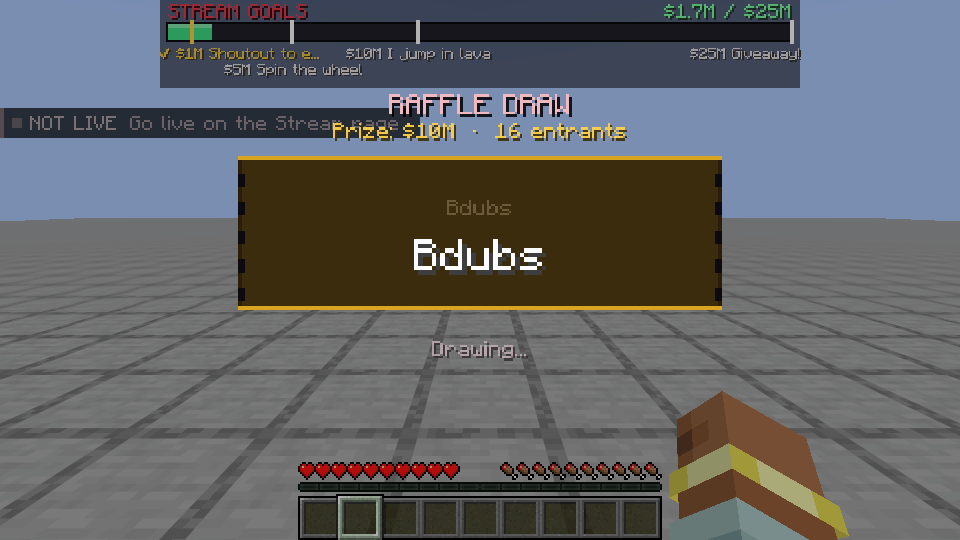 STREAM GOALS
$1.7M / $25M
✔ $1M Shoutout to e...
$10M I jump in lava
$25M Giveaway!
$5M Spin the wheel
RAFFLE DRAW
NOT LIVE Go live on the Stream page
Prize: $10M · 16 entrants
Bdubs
Bdubs
Drawing...